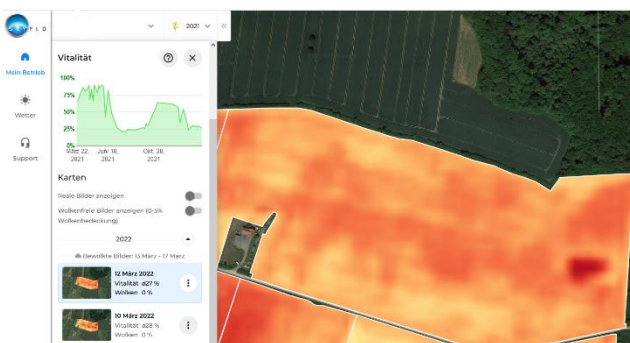 2021
Mein Betrieb
Wetter
Support
Vitalität
100%
75%
50%
25%
0%
März 22, Juni 18, Okt. 20,
2021 2021 2021
Karten
Reale Bilder anzeigen
Wolkenfreie Bilder anzeigen (0-5%
Wolkenbedeckung)
2022
Bewölkte Bilder: 13 März - 17 März
12 März 2022
Vitalität ø27 %
Wolken 0 %
10 März 2022
Vitalität ø28 %
Wolken 0 %